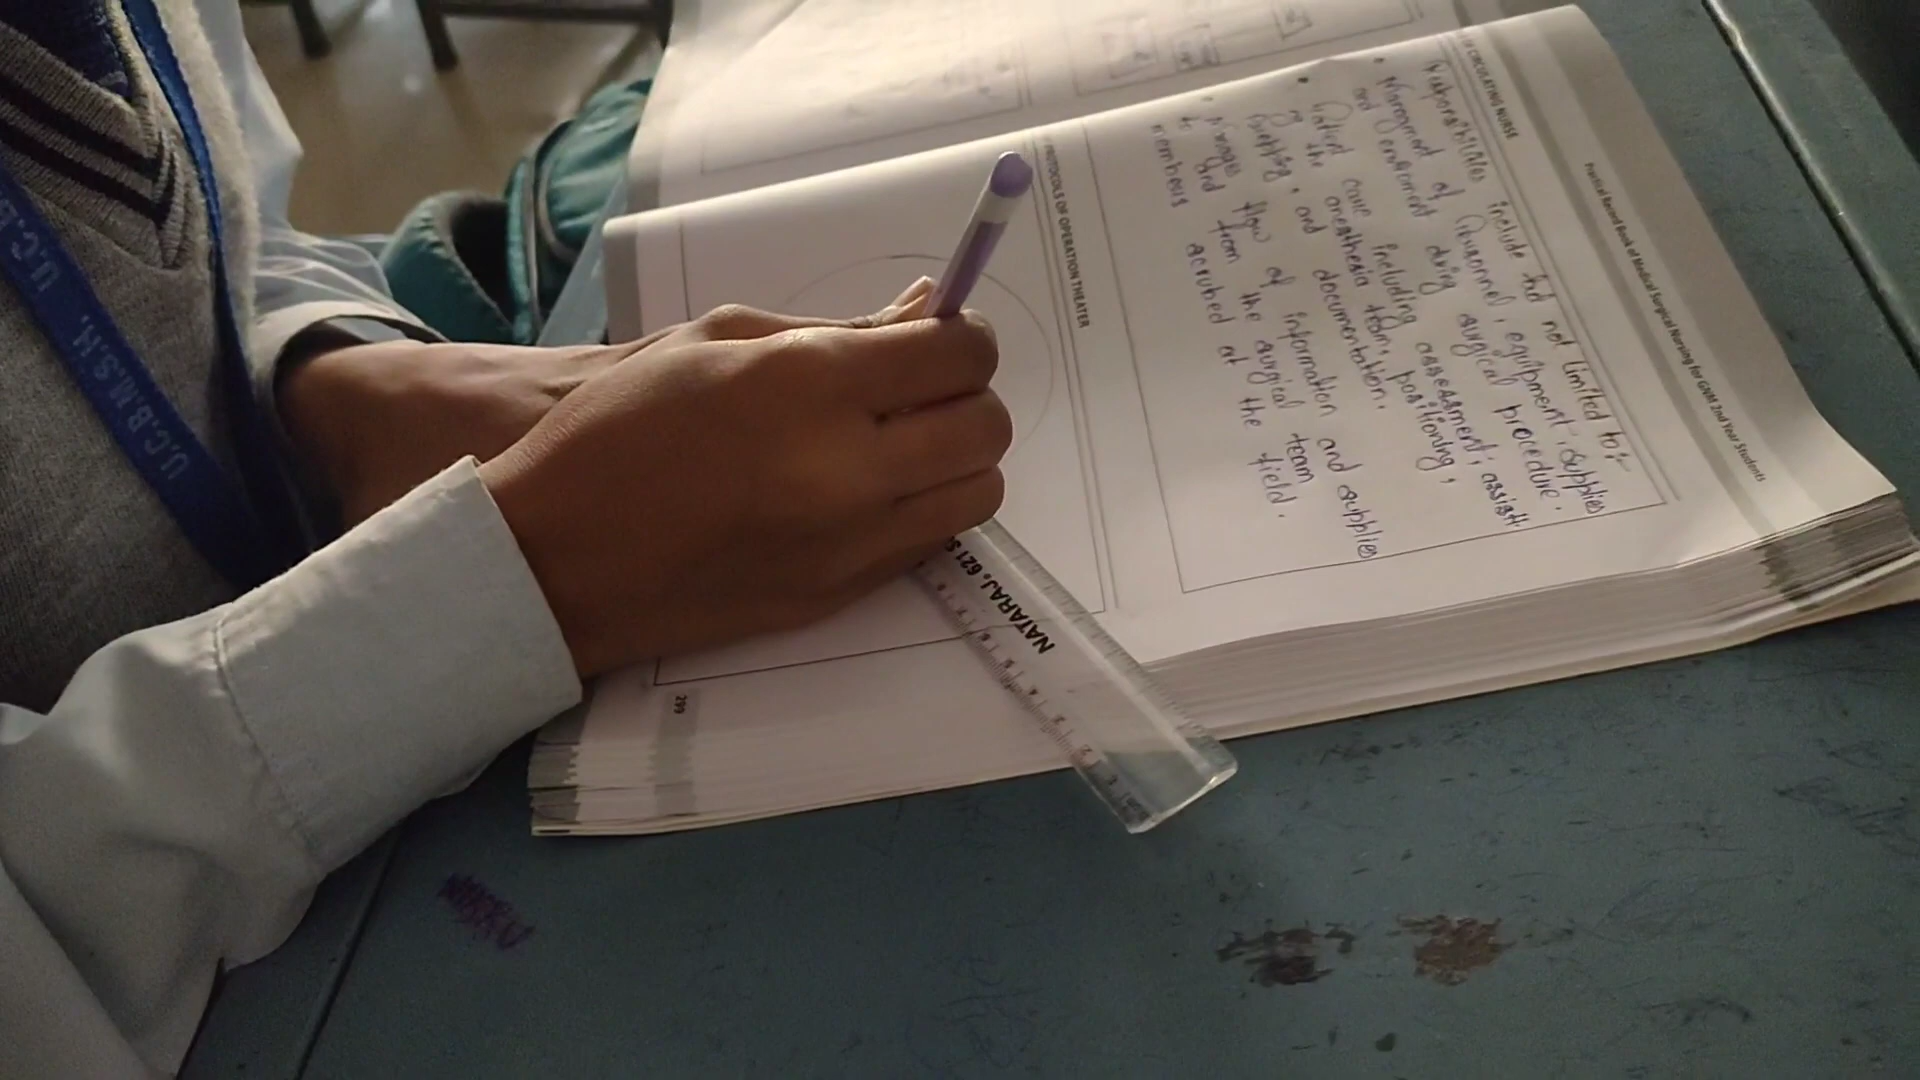 Practical Record Book of Medical Surgical Nursing for GNM 2nd Year Students
OF CIRCULATING NURSE
include but not limited to :-
Management of Personnel, equipment, supplies
and environment during surgical procedure.
Patient care including assessment, assist
the anesthesia team, positioning,
Prepping, and documentation.
Manages flow of information and supplies
to and from the surgical team
members scrubed at the field.
PROTOCOLS OF OPERATION THEATER
299
NATARAJ. 621
U.C.B.M.S.H.
U.C.B